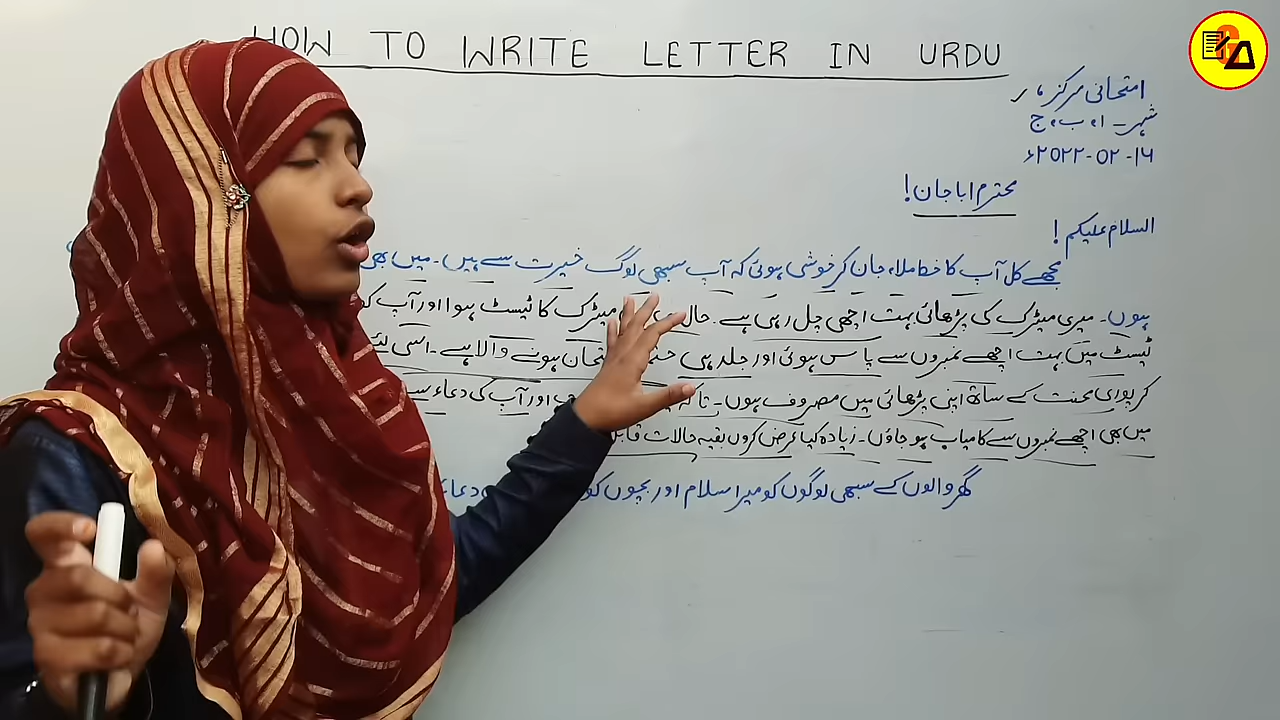 HOW TO WRITE LETTER IN URDU
امتحانی مرکز، ر
شہر۔ ا، ب، ج
۱۶-۰۲-۲۰۲۲ء
محترم ابا جان!
السلام علیکم!
مجھے کل آپ کا خط ملا، جان کر خوشی ہوئی کہ آپ سبھی لوگ خیرت سے ہیں۔ میں بھی
ہوں۔ میری میٹرک کی پڑھائی بہت اچھی چل رہی ہے۔ میٹرک کا ٹیسٹ ہوا اور آپ کی
ٹیسٹ میں بہت اچھے نمبروں سے پاس ہوئی اور جلد ہی ہونے والا ہے۔ اسی لئے
کر پوری محنت کے ساتھ اپنی پڑھائی میں مصروف ہوں۔ تاکہ اور آپ کی دعاء سے
میں بھی اچھے نمبروں سے کامیاب ہو جاؤں۔ زیادہ کیا عرض کروں بقیہ حالات
گھر والوں کے سبھی لوگوں کو میرا سلام اور بچوں کو دعاء